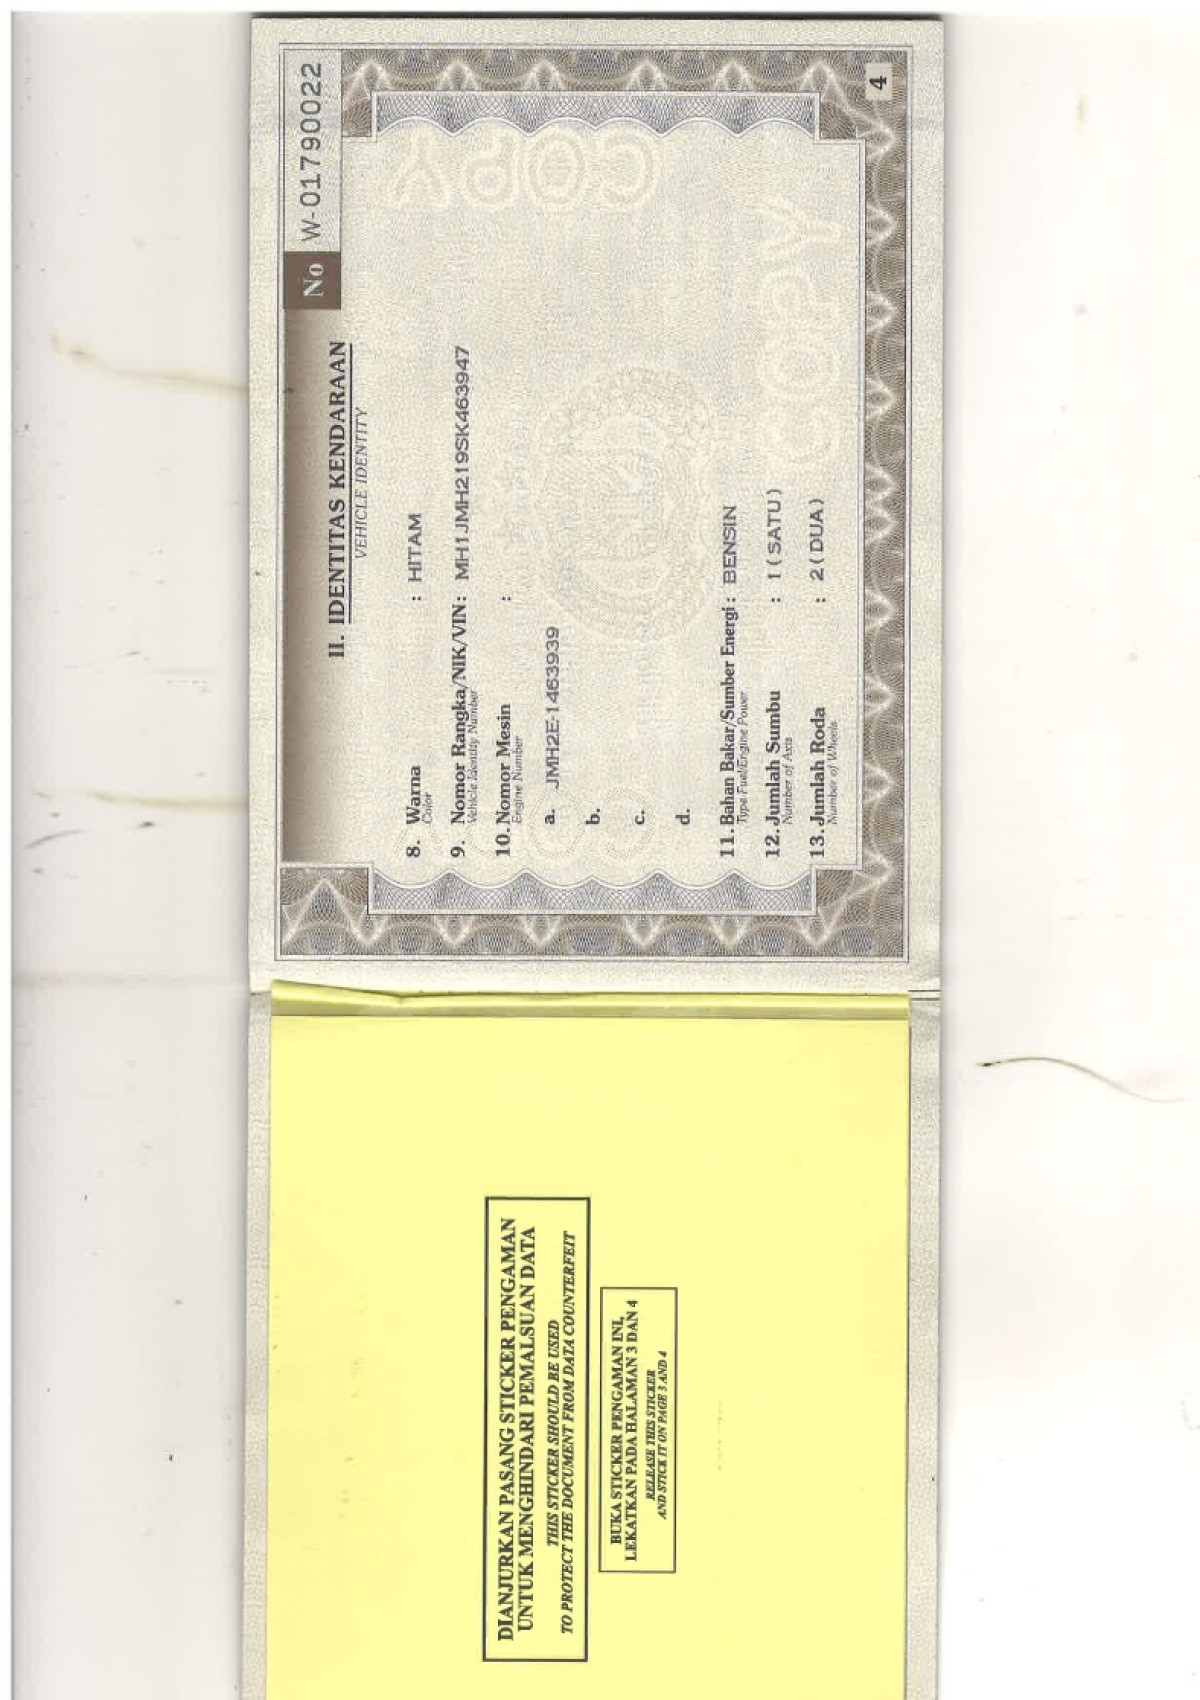 DIANJURKAN PASANG STICKER PENGAMAN
UNTUK MENGHINDARI PEMALSUAN DATA
THIS STICKER SHOULD BE USED
TO PROTECT THE DOCUMENT FROM DATA COUNTERFEIT
BUKA STICKER PENGAMAN INI,
LEKATKAN PADA HALAMAN 3 DAN 4
RELEASE THIS STICKER
AND STICK IT ON PAGE 3 AND 4
No W-01790022
II. IDENTITAS KENDARAAN
VEHICLE IDENTITY
8. Warna : HITAM
Color
9. Nomor Rangka/NIK/VIN : MH1JMH219SK463947
Vehicle Identity Number
10. Nomor Mesin :
Engine Number
a. JMH2E-1463939
b.
c.
d.
11. Bahan Bakar/Sumber Energi : BENSIN
Type Fuel/Engine Power
12. Jumlah Sumbu : 1 ( SATU )
Number of Axis
13. Jumlah Roda : 2 ( DUA )
Number of Wheels
COPY
COPY
4